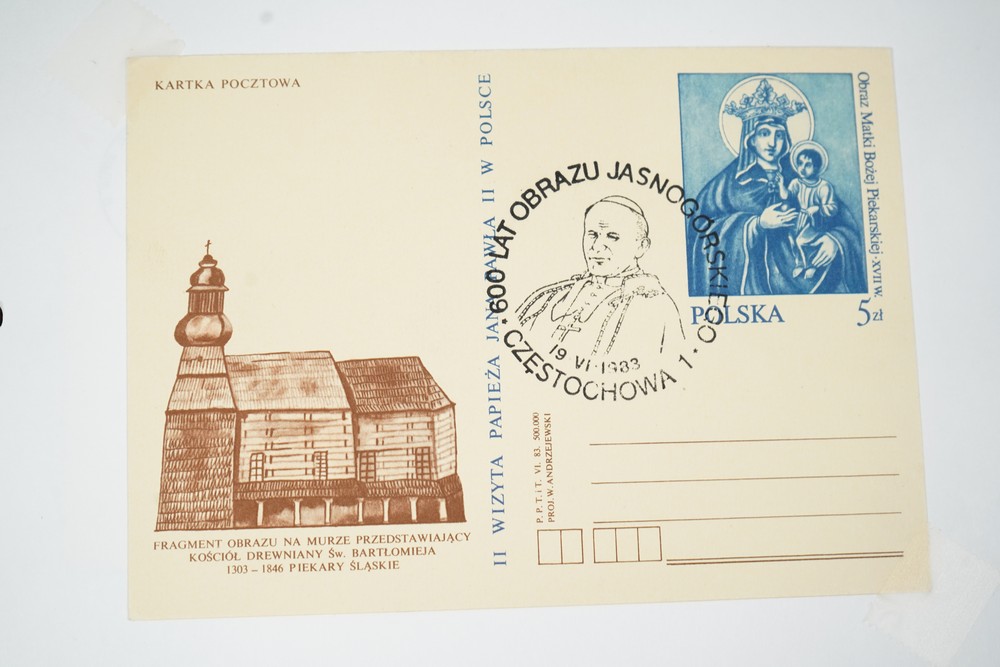 KARTKA POCZTOWA
FRAGMENT OBRAZU NA MURZE PRZEDSTAWIAJĄCY
KOŚCIÓŁ DREWNIANY Św. BARTŁOMIEJA
1303 – 1846 PIEKARY ŚLĄSKIE
II WIZYTA PAPIEŻA JANA PAWŁA II W POLSCE
600 LAT OBRAZU JASNOGÓRSKIEGO
19 VI·1983
* CZĘSTOCHOWA 1 *
Obraz Matki Bożej Piekarskiej · XVII w.
POLSKA 5 zł
P. P. T. i T. VI. 83. 500.000
PROJ. W. ANDRZEJEWSKI